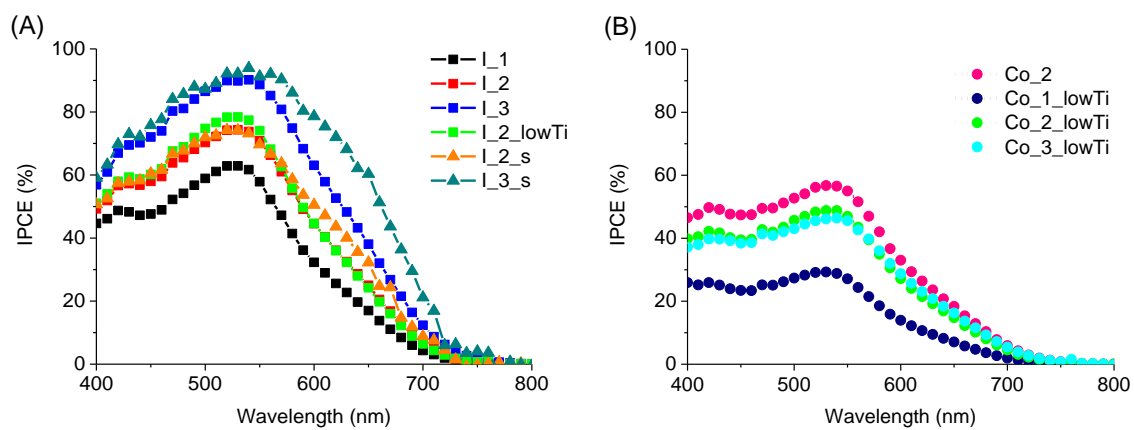 (A)
100
80
60
40
20
0
IPCE (%)
400 500 600 700 800
Wavelength (nm)
I_1
I_2
I_3
I_2_lowTi
I_2_s
I_3_s
(B)
100
80
60
40
20
0
IPCE (%)
400 500 600 700 800
Wavelength (nm)
Co_2
Co_1_lowTi
Co_2_lowTi
Co_3_lowTi